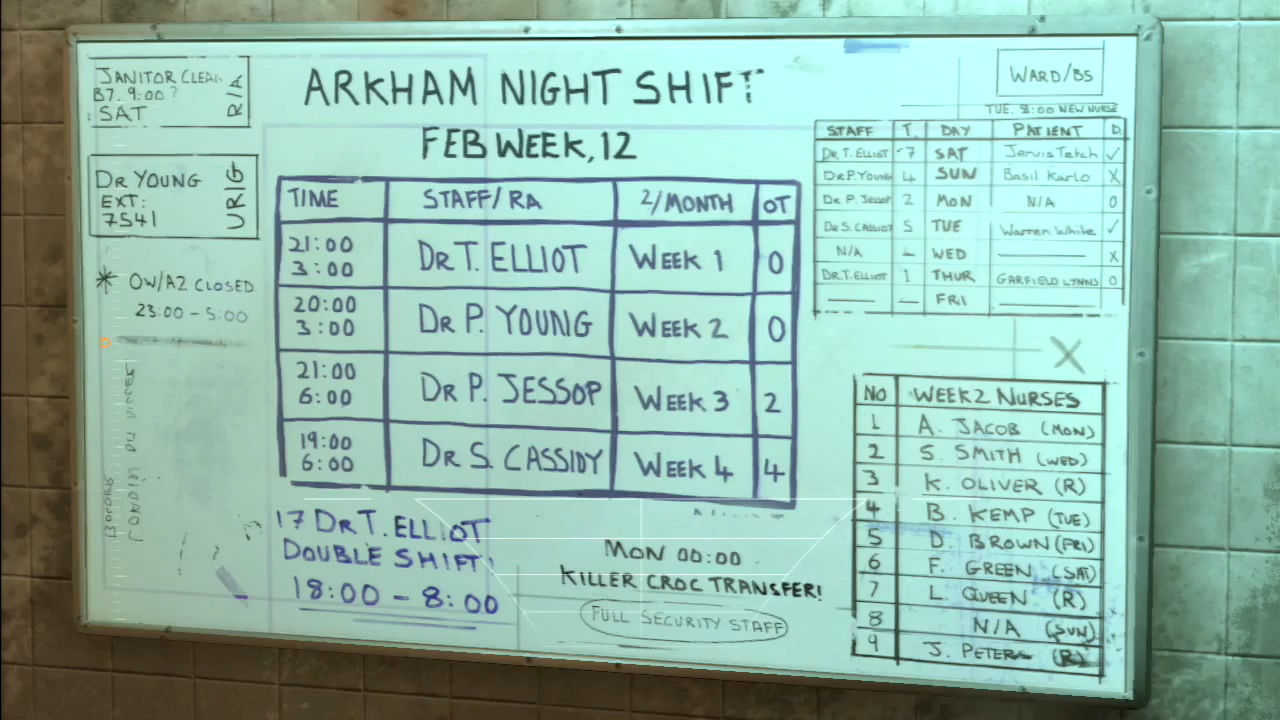 JANITOR CLEAN
B7. 9:00?
SAT
R/A
DR YOUNG
EXT:
7541
URIG
* OW/A2 CLOSED
23:00 - 5:00
ARKHAM NIGHT SHIFT
FEB WEEK, 12
TIME STAFF/RA 2/MONTH OT
21:00 3:00 DR T. ELLIOT WEEK 1 0
20:00 3:00 DR P. YOUNG WEEK 2 0
21:00 6:00 DR P. JESSOP WEEK 3 2
19:00 6:00 DR S. CASSIDY WEEK 4 4
17 DR T. ELLIOT
DOUBLE SHIFT!
18:00 - 8:00
MON 00:00
KILLER CROC TRANSFER!
FULL SECURITY STAFF
WARD/BS
TUE. 8:00 NEW NURSE
STAFF T. DAY PATIENT D.
DR T. ELLIOT -7 SAT Jervis Tetch ✓
DR P. YOUNG 4 SUN Basil Karlo X
DR P. JESSOP 2 MON N/A 0
DR S. CASSIDY 5 TUE Warren White ✓
N/A - WED X
DR T. ELLIOT 1 THUR GARFIELD LYNNS 0
FRI
X
NO WEEK 2 NURSES
1 A. JACOB (MON)
2 S. SMITH (WED)
3 K. OLIVER (R)
4 B. KEMP (TUE)
5 D. BROWN (FRI)
6 F. GREEN (SAT)
7 L. QUEEN (R)
8 N/A (SUN)
9 J. PETERS (R)